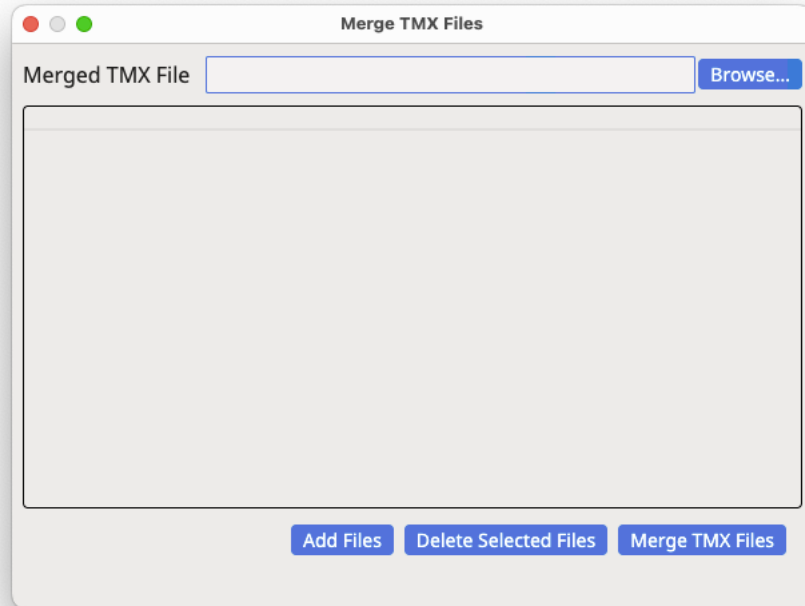 Merge TMX Files
Merged TMX File Browse...
Add Files Delete Selected Files Merge TMX Files